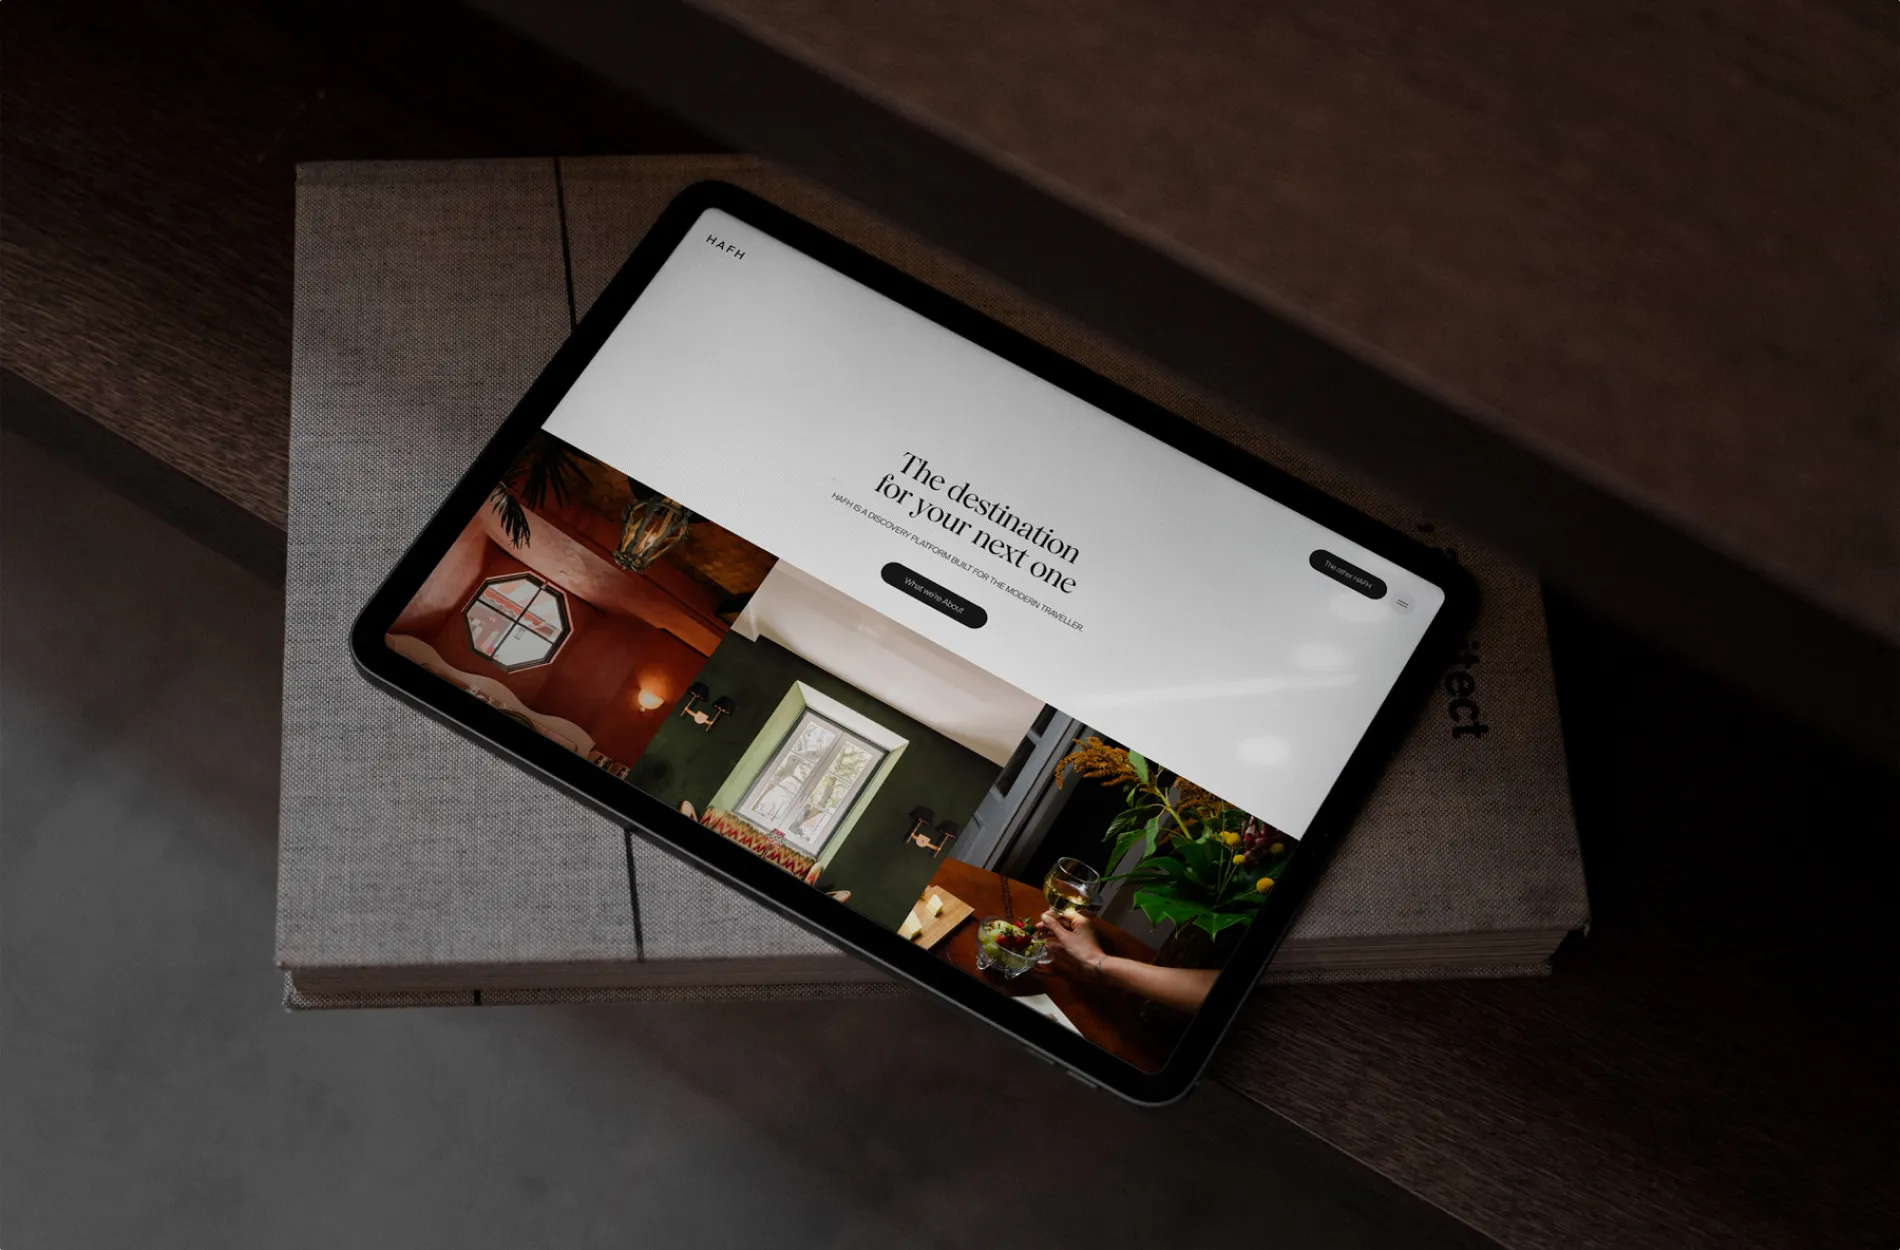 HAFH
The other HAFH
The destination
for your next one
HAFH IS A DISCOVERY PLATFORM BUILT FOR THE MODERN TRAVELLER.
What we're About